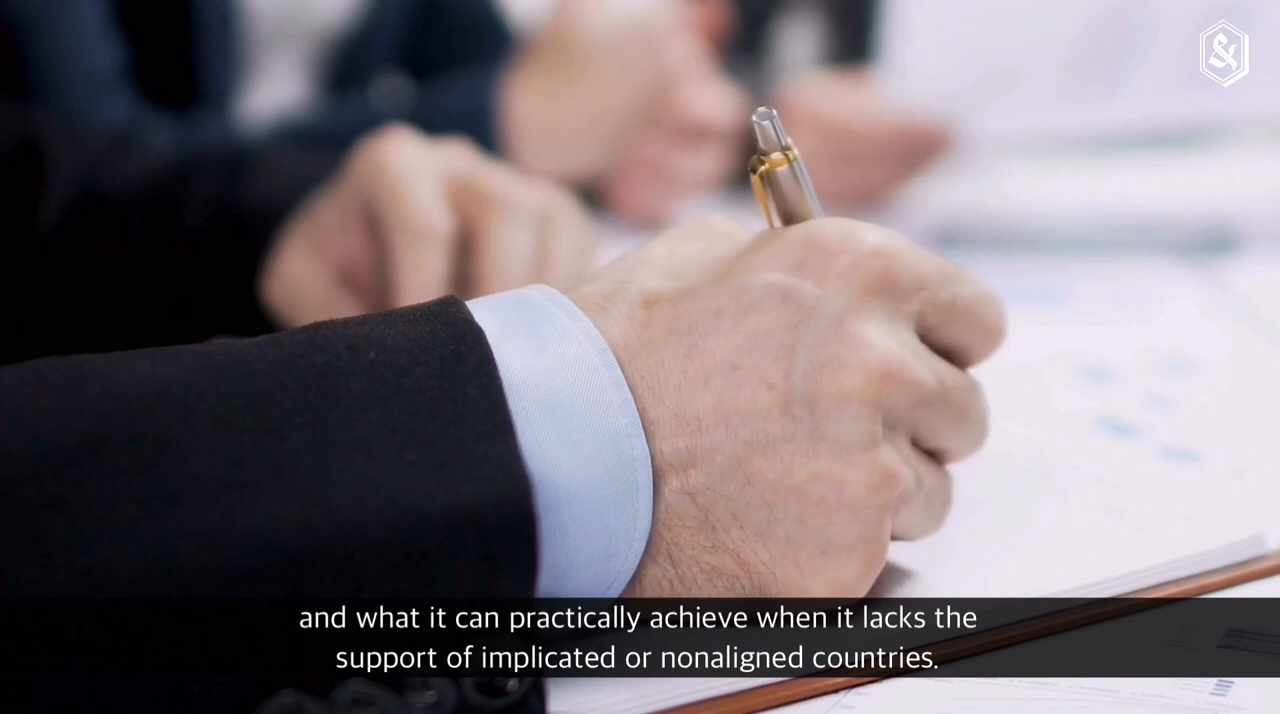 &
and what it can practically achieve when it lacks the
support of implicated or nonaligned countries.